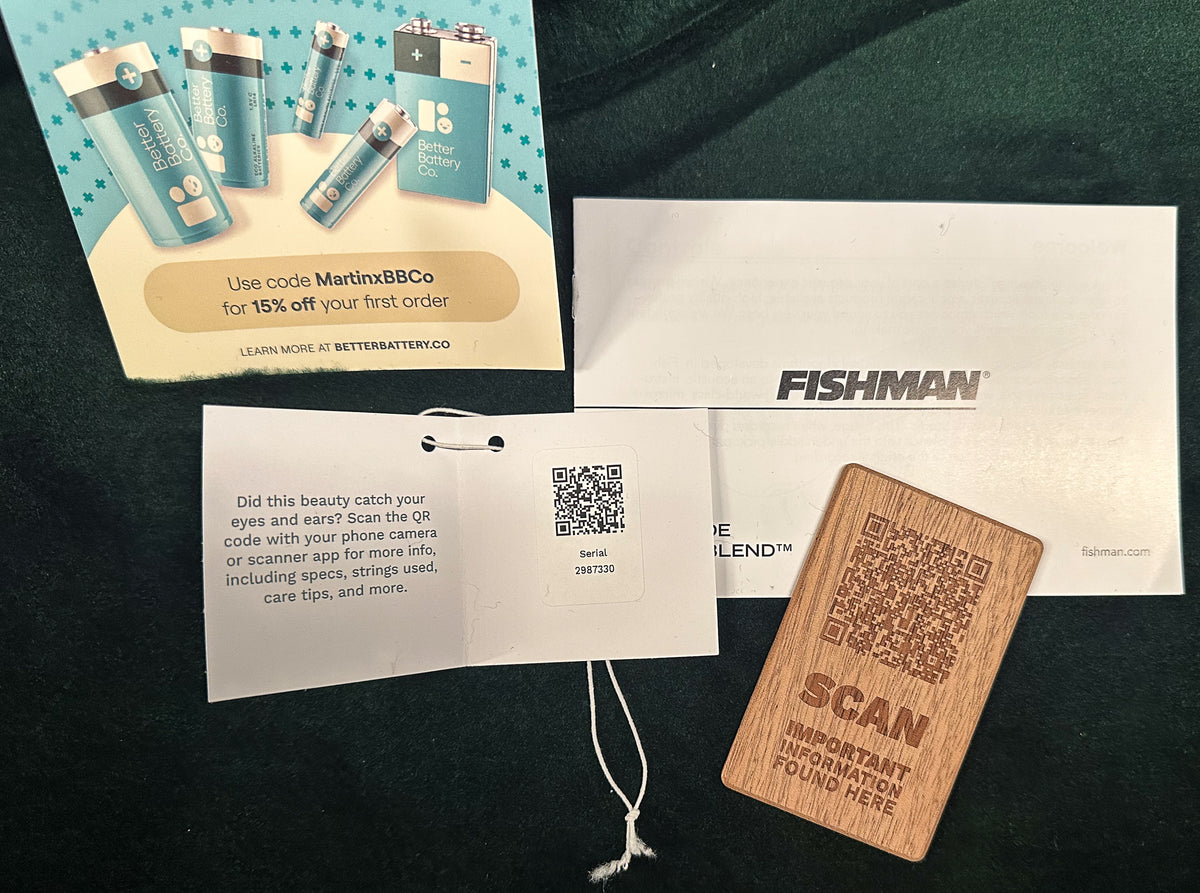 Better
Battery
Co.
Better
Battery
Co.
Better
Battery
Co.
Better
Battery
Co.
+
-
Better
Battery
Co.
Use code MartinxBBCo
for 15% off your first order
LEARN MORE AT BETTERBATTERY.CO
FISHMAN®
DE
BLEND™
fishman.com
Did this beauty catch your
eyes and ears? Scan the QR
code with your phone camera
or scanner app for more info,
including specs, strings used,
care tips, and more.
Serial
2987330
SCAN
IMPORTANT
INFORMATION
FOUND HERE